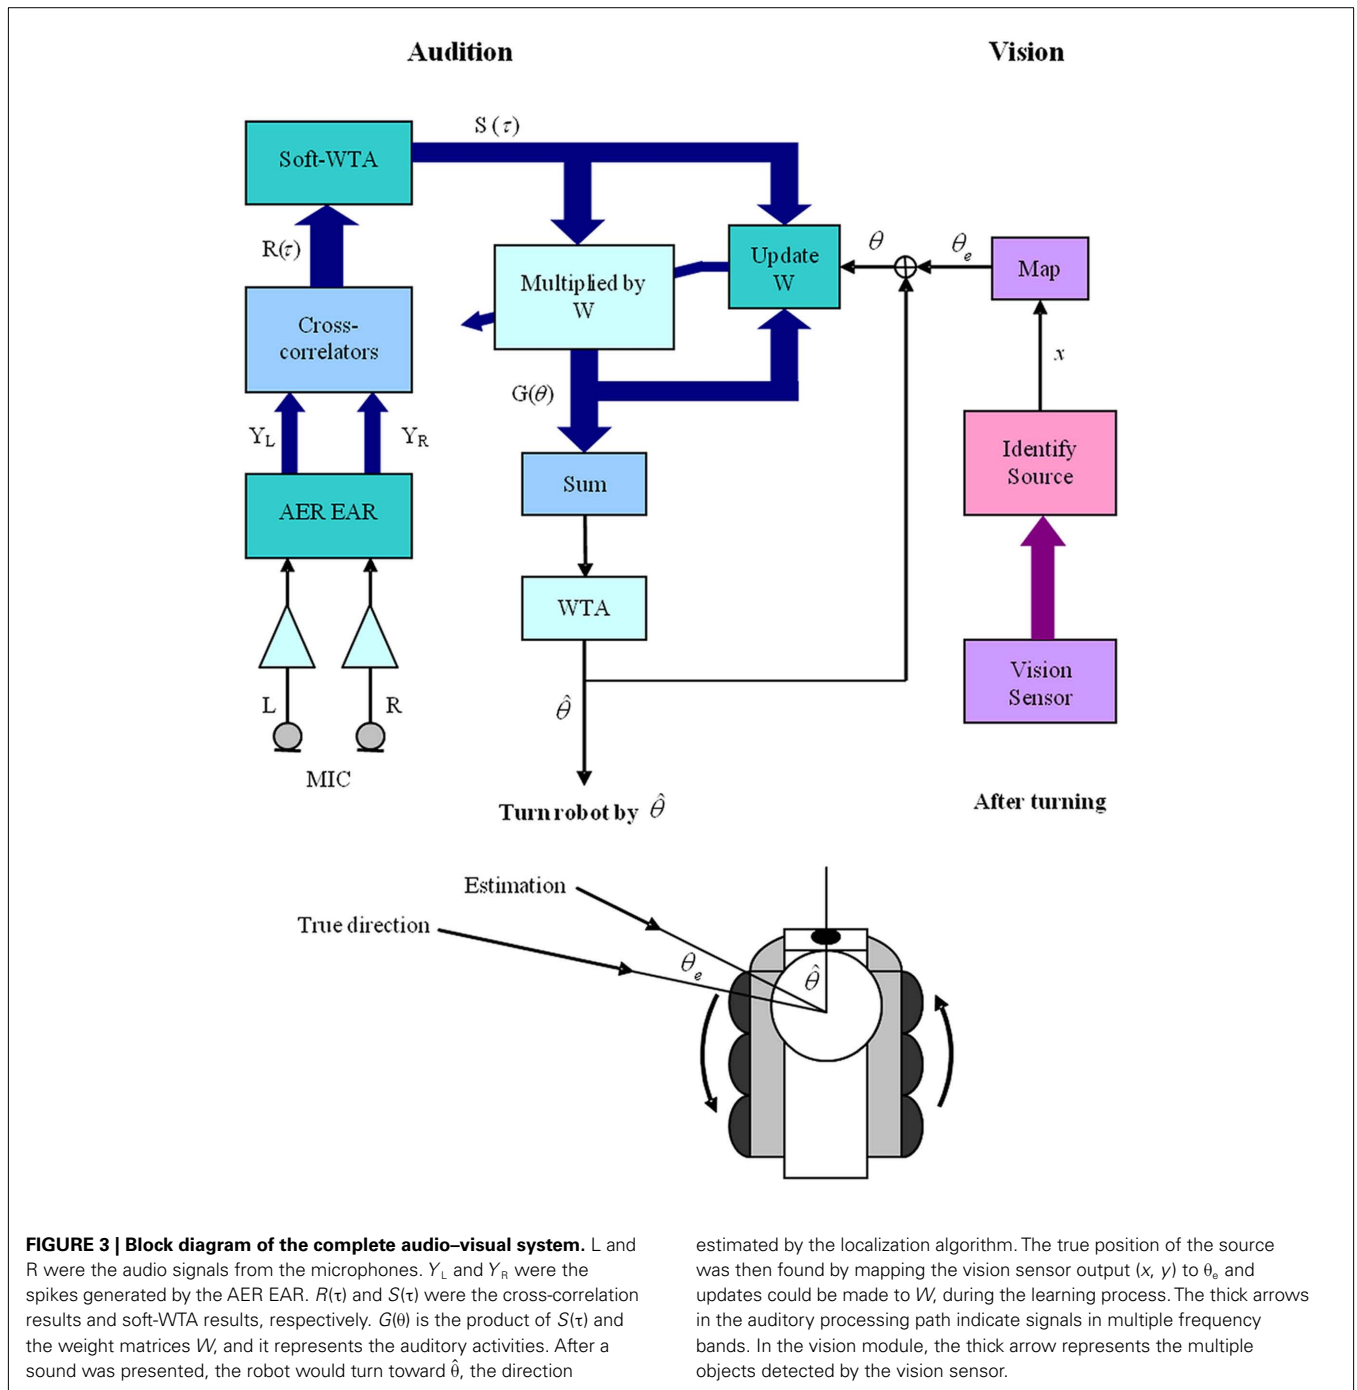 Audition
Vision
S (τ)
Soft-WTA
R(τ)
Multiplied by
W
Update
W
θ
θe
Map
Cross-
correlators
x
G(θ)
YL
YR
Identify
Source
Sum
AER EAR
WTA
Vision
Sensor
L
R
θ̂
MIC
Turn robot by θ̂
After turning
Estimation
True direction
θe
θ̂
FIGURE 3 | Block diagram of the complete audio–visual system. L and
R were the audio signals from the microphones. YL and YR were the
spikes generated by the AER EAR. R(τ) and S(τ) were the cross-correlation
results and soft-WTA results, respectively. G(θ) is the product of S(τ) and
the weight matrices W, and it represents the auditory activities. After a
sound was presented, the robot would turn toward θ̂, the direction
estimated by the localization algorithm. The true position of the source
was then found by mapping the vision sensor output (x, y) to θe and
updates could be made to W, during the learning process. The thick arrows
in the auditory processing path indicate signals in multiple frequency
bands. In the vision module, the thick arrow represents the multiple
objects detected by the vision sensor.